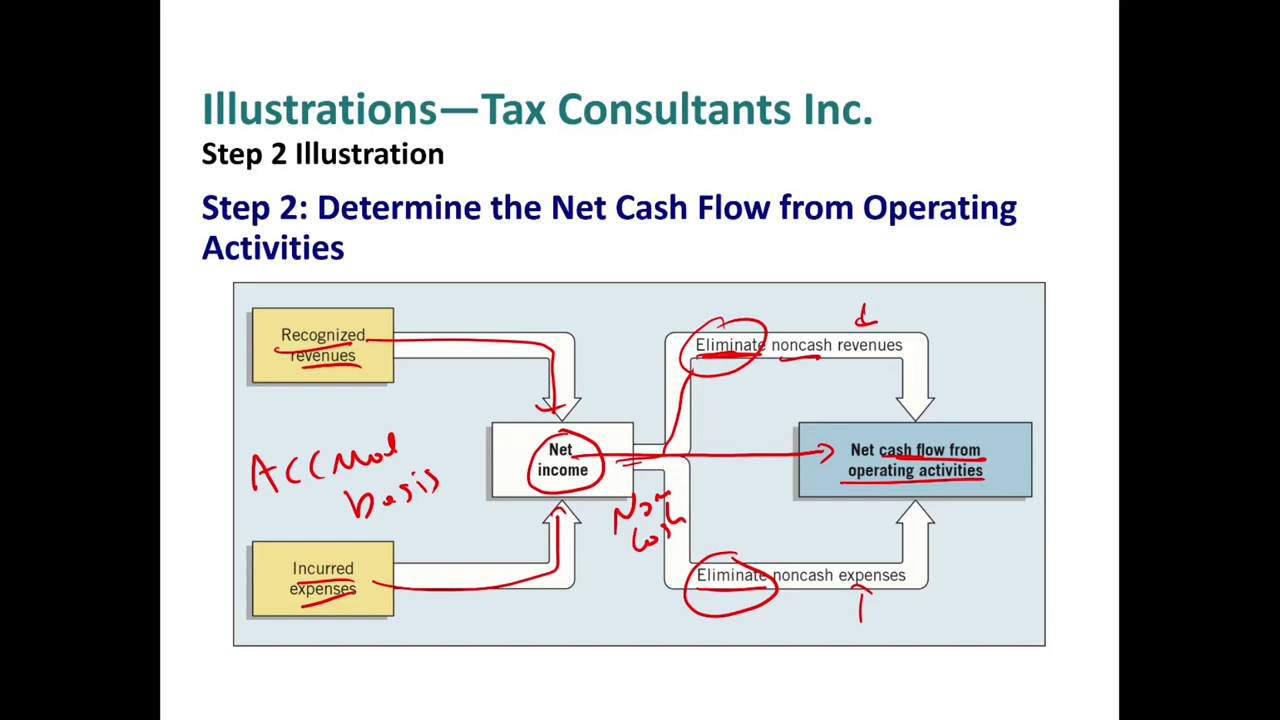 Illustrations—Tax Consultants Inc.
Step 2 Illustration
Step 2: Determine the Net Cash Flow from Operating
Activities
Recognized
revenues
Eliminate noncash revenues
Net
income
Net cash flow from
operating activities
basis
Non
Cash
Incurred
expenses
Eliminate noncash expenses